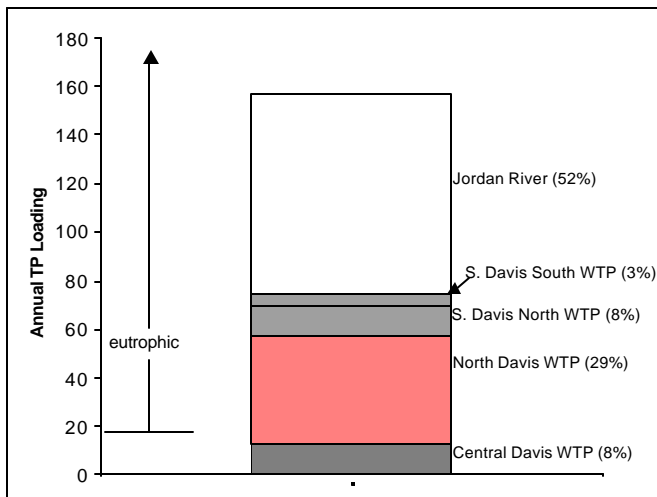 180
160
140
120
100
80
60
40
20
0
Annual TP Loading
eutrophic
Jordan River (52%)
S. Davis South WTP (3%)
S. Davis North WTP (8%)
North Davis WTP (29%)
Central Davis WTP (8%)